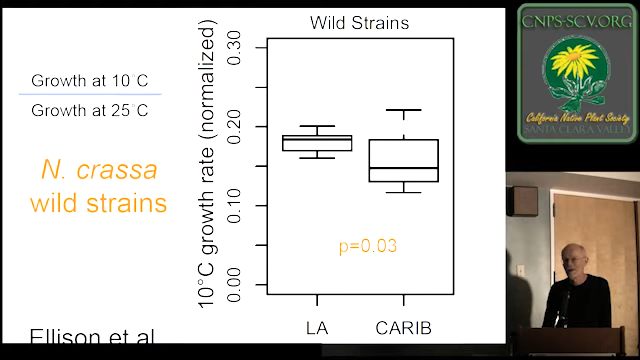 Growth at 10°C
Growth at 25°C
N. crassa
wild strains
Ellison et al
Wild Strains
10°C growth rate (normalized)
0.30
0.20
0.10
0.00
p=0.03
LA
CARIB
CNPS-SCV.ORG
California Native Plant Society
SANTA CLARA VALLEY